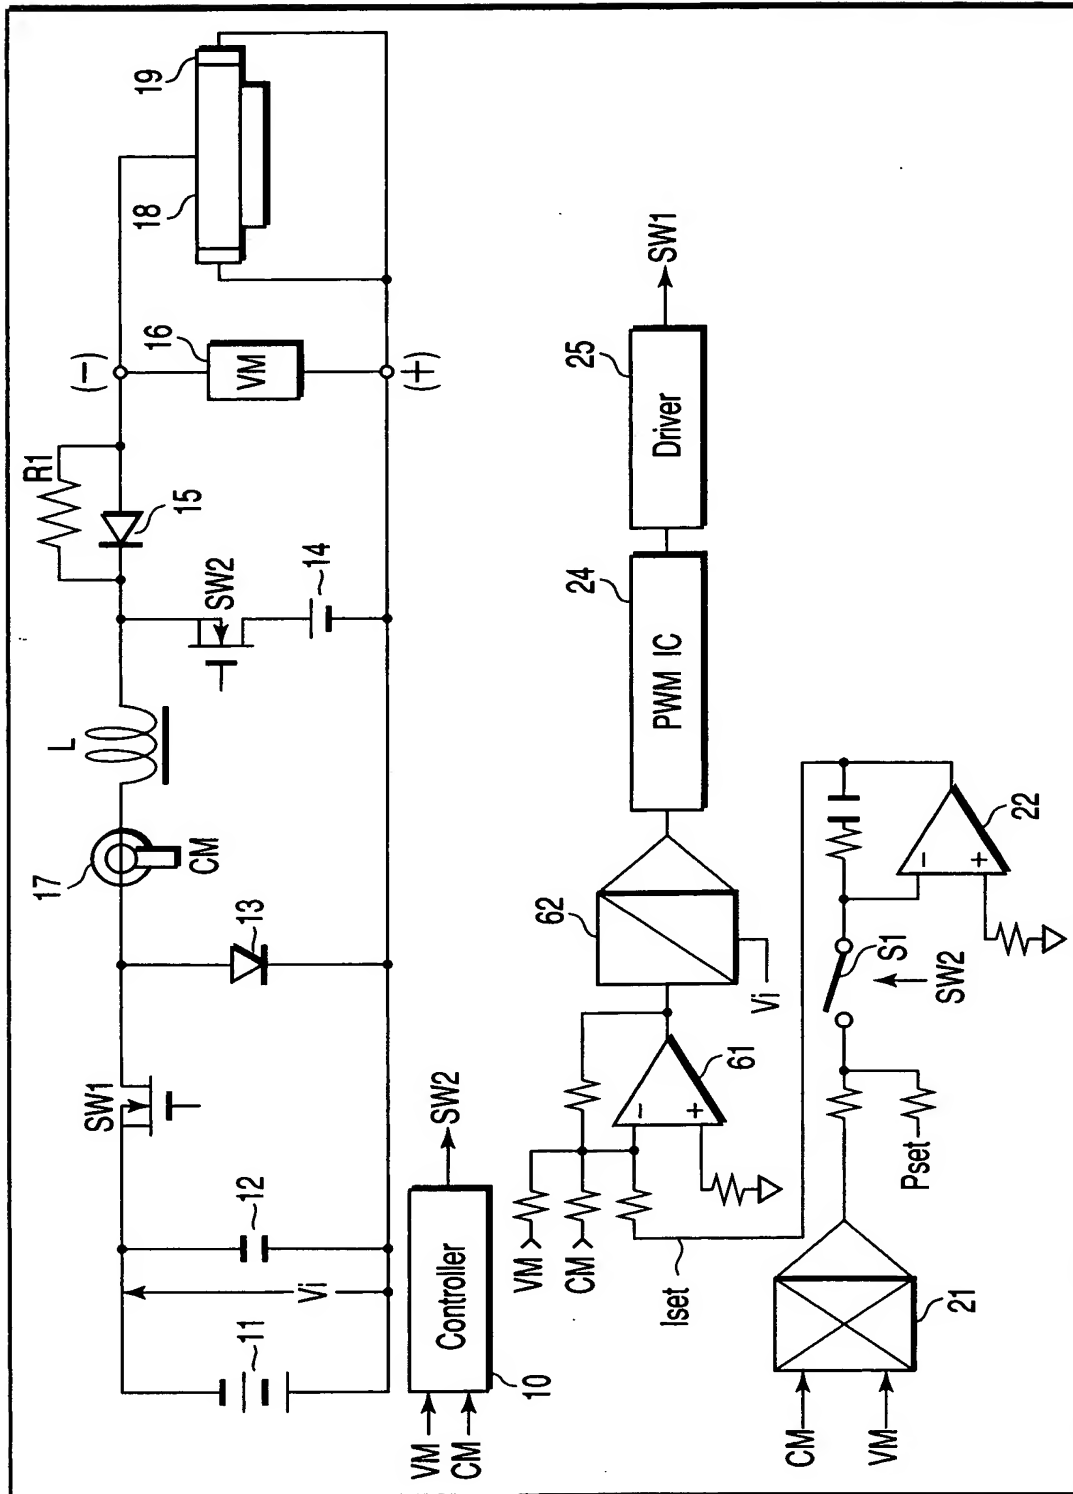 11
Vi
12
SW1
13
17
CM
L
SW2
14
R1
15
(-)
16
VM
(+)
18
19
VM
CM
Controller
10
SW2
VM
CM
Iset
61
62
Vi
PWM IC
24
Driver
25
SW1
CM
VM
21
Pset
S1
SW2
22
-
+
-
+